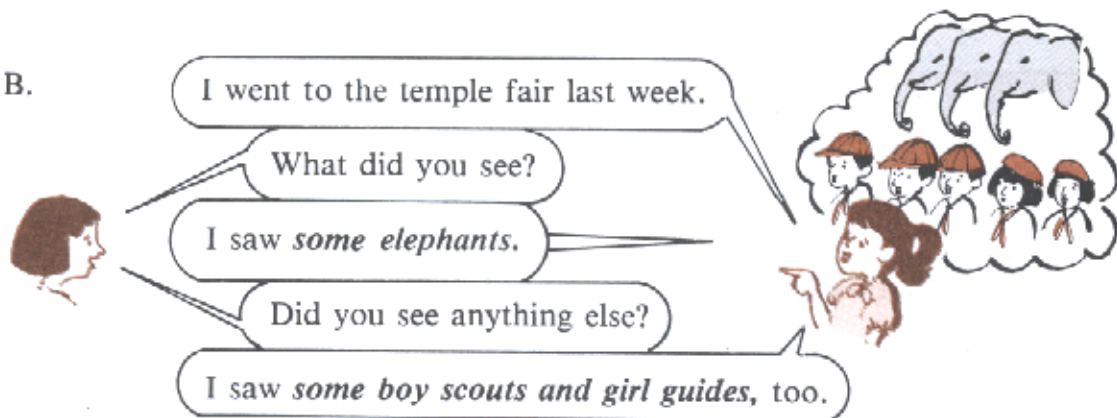 B.
I went to the temple fair last week.
What did you see?
I saw some elephants.
Did you see anything else?
I saw some boy scouts and girl guides, too.